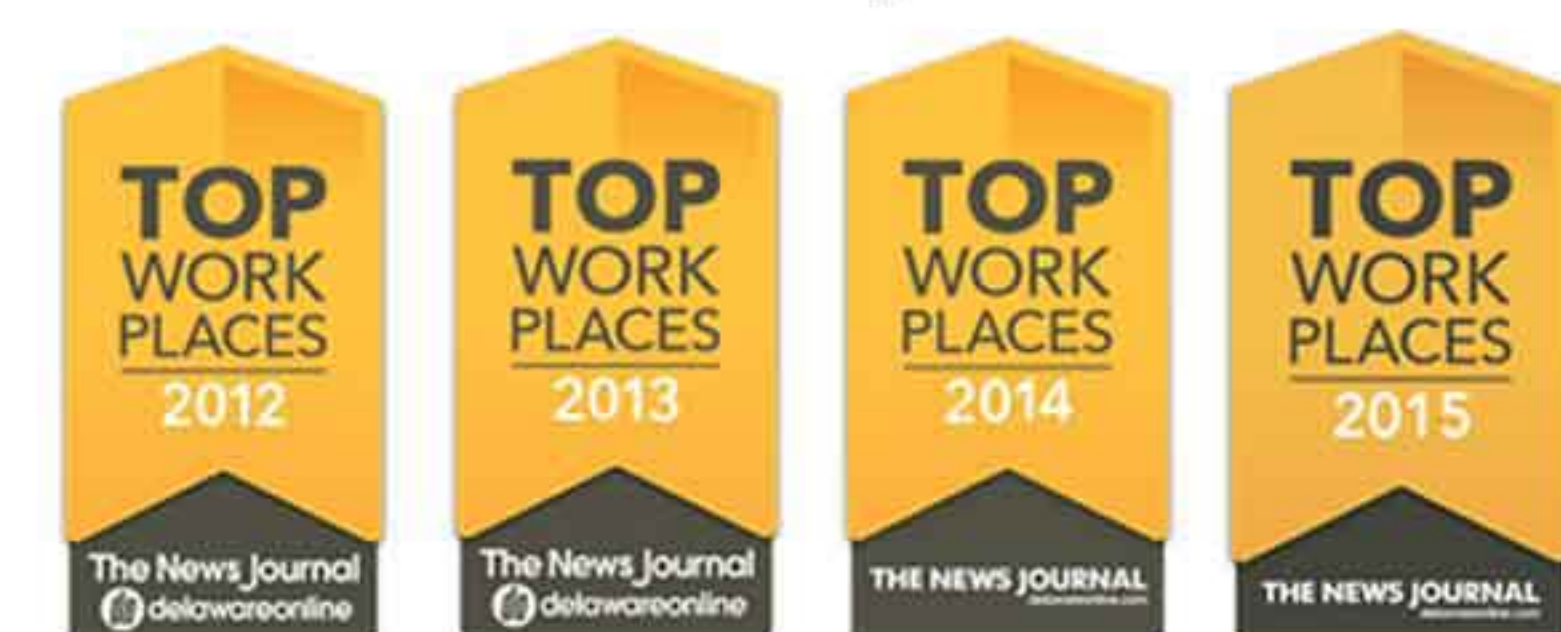 TOP
WORK
PLACES
2012
The News Journal
delawareonline
TOP
WORK
PLACES
2013
The News Journal
delawareonline
TOP
WORK
PLACES
2014
THE NEWS JOURNAL
TOP
WORK
PLACES
2015
THE NEWS JOURNAL